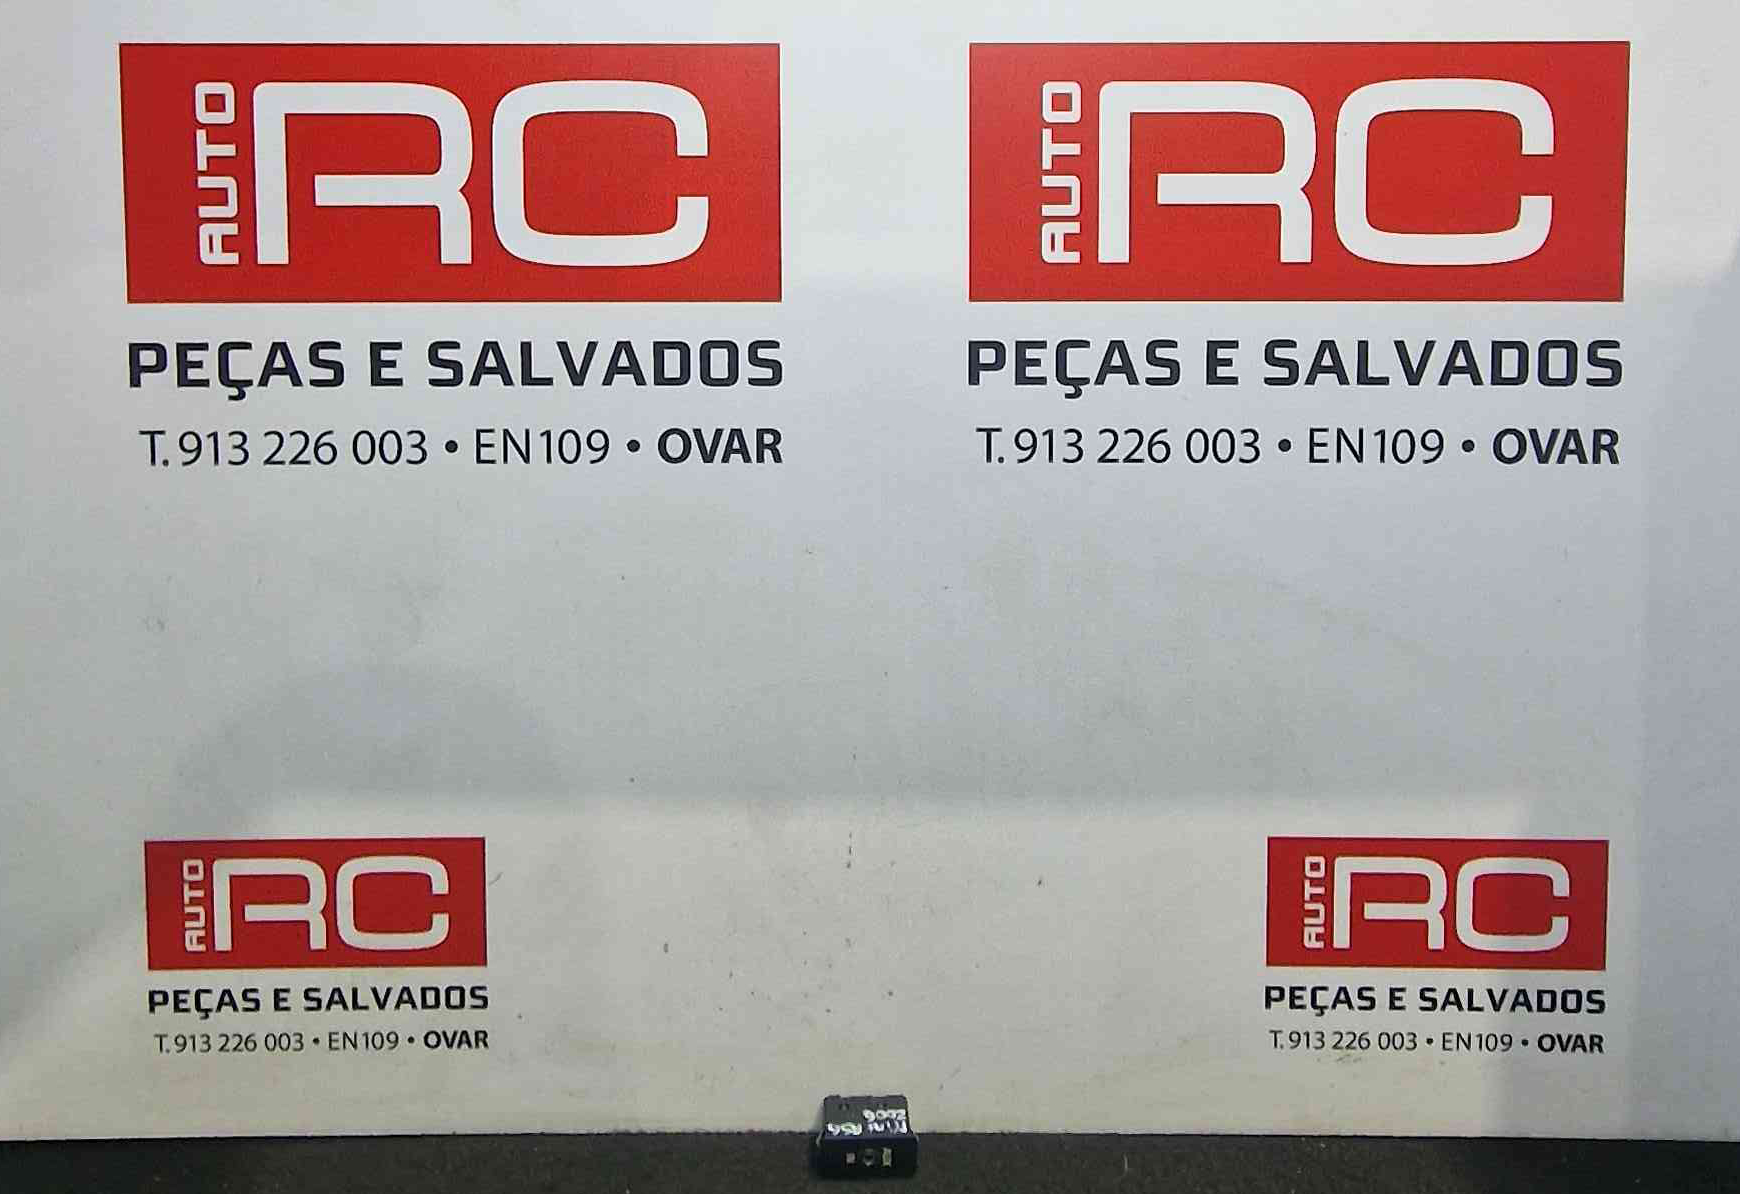 AUTO RC
PEÇAS E SALVADOS
T. 913 226 003 • EN109 • OVAR
AUTO RC
PEÇAS E SALVADOS
T. 913 226 003 • EN109 • OVAR
AUTO RC
PEÇAS E SALVADOS
T. 913 226 003 • EN109 • OVAR
AUTO RC
PEÇAS E SALVADOS
T. 913 226 003 • EN109 • OVAR
2006